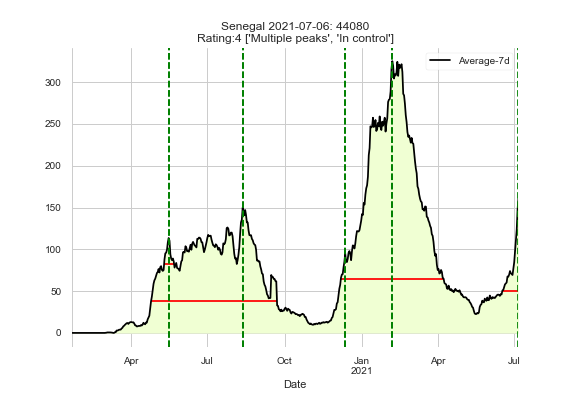 Senegal 2021-07-06: 44080
Rating:4 ['Multiple peaks', 'In control']
Average-7d
300
250
200
150
100
50
0
Apr
Jul
Oct
Jan
2021
Apr
Jul
Date